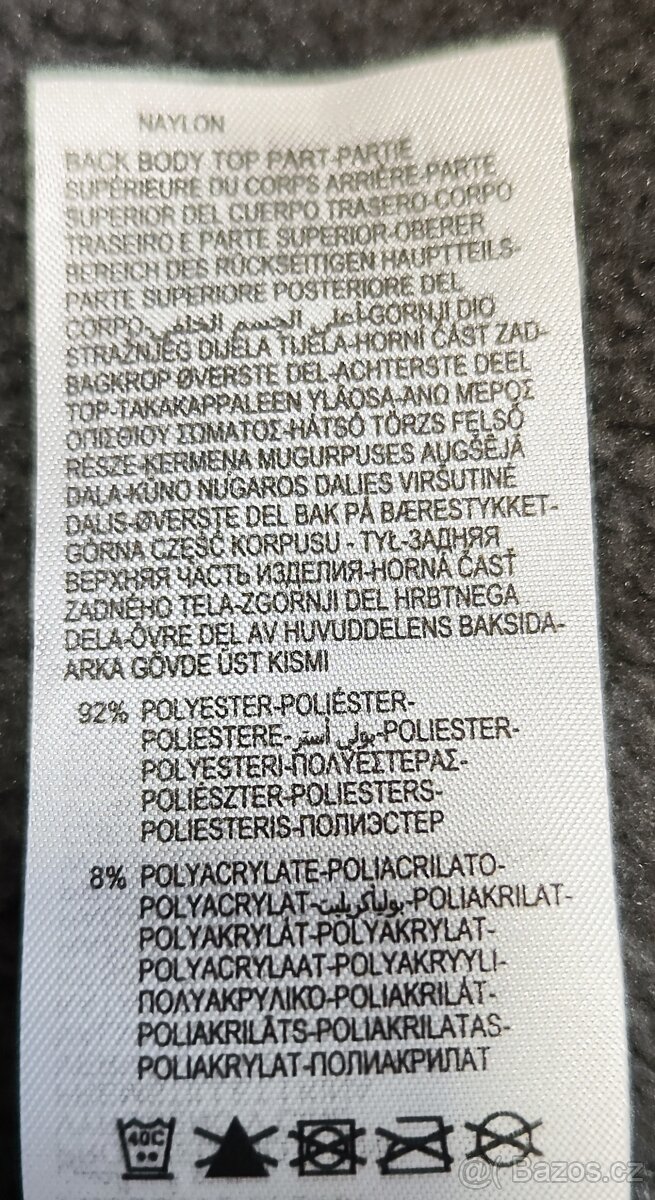 NAYLON
BACK BODY TOP PART-PARTIE
SUPÉRIEURE DU CORPS ARRIÈRE-PARTE
SUPERIOR DEL CUERPO TRASERO-CORPO
TRASEIRO E PARTE SUPERIOR-OBERER
BEREICH DES RÜCKSEITIGEN HAUPTTEILS-
PARTE SUPERIORE POSTERIORE DEL
CORPO-أعلى الجسم الخلفي-GORNJI DIO
STRAŽNJEG DIJELA TIJELA-HORNÍ ČÁST ZAD-
BAGKROP ØVERSTE DEL-ACHTERSTE DEEL
TOP-TAKAKAPPALEEN YLÄOSA-ΑΝΩ ΜΕΡΟΣ
ΟΠΙΣΘΙΟΥ ΣΩΜΑΤΟΣ-HÁTSÓ TÖRZS FELSŐ
RÉSZE-ĶERMEŅA MUGURPUSES AUGŠĒJĀ
DAĻA-KŪNO NUGAROS DALIES VIRŠUTINĖ
DALIS-ØVERSTE DEL BAK PÅ BÆRESTYKKET-
GÓRNA CZĘŚĆ KORPUSU - TYŁ-ЗАДНЯЯ
ВЕРХНЯЯ ЧАСТЬ ИЗДЕЛИЯ-HORNÁ ČASŤ
ZADNÉHO TELA-ZGORNJI DEL HRBTNEGA
DELA-ÖVRE DEL AV HUVUDDELENS BAKSIDA-
ARKA GÖVDE ÜST KISMI
92% POLYESTER-POLIÉSTER-
POLIESTERE-بولي أستر-POLIESTER-
POLYESTERI-ΠΟΛΥΕΣΤΕΡΑΣ-
POLIÉSZTER-POLIESTERS-
POLIESTERIS-ПОЛИЭСТЕР
8% POLYACRYLATE-POLIACRILATO-
POLYACRYLAT-بولياكريليت-POLIAKRILAT-
POLYAKRYLÁT-POLYAKRYLAT-
POLYACRYLAAT-POLYAKRYYLI-
ΠΟΛΥΑΚΡΥΛΙΚΌ-POLIAKRILÁT-
POLIAKRILĀTS-POLIAKRILATAS-
POLIAKRYLAT-ПОЛИАКРИЛАТ
40C
@( Bazos.cz